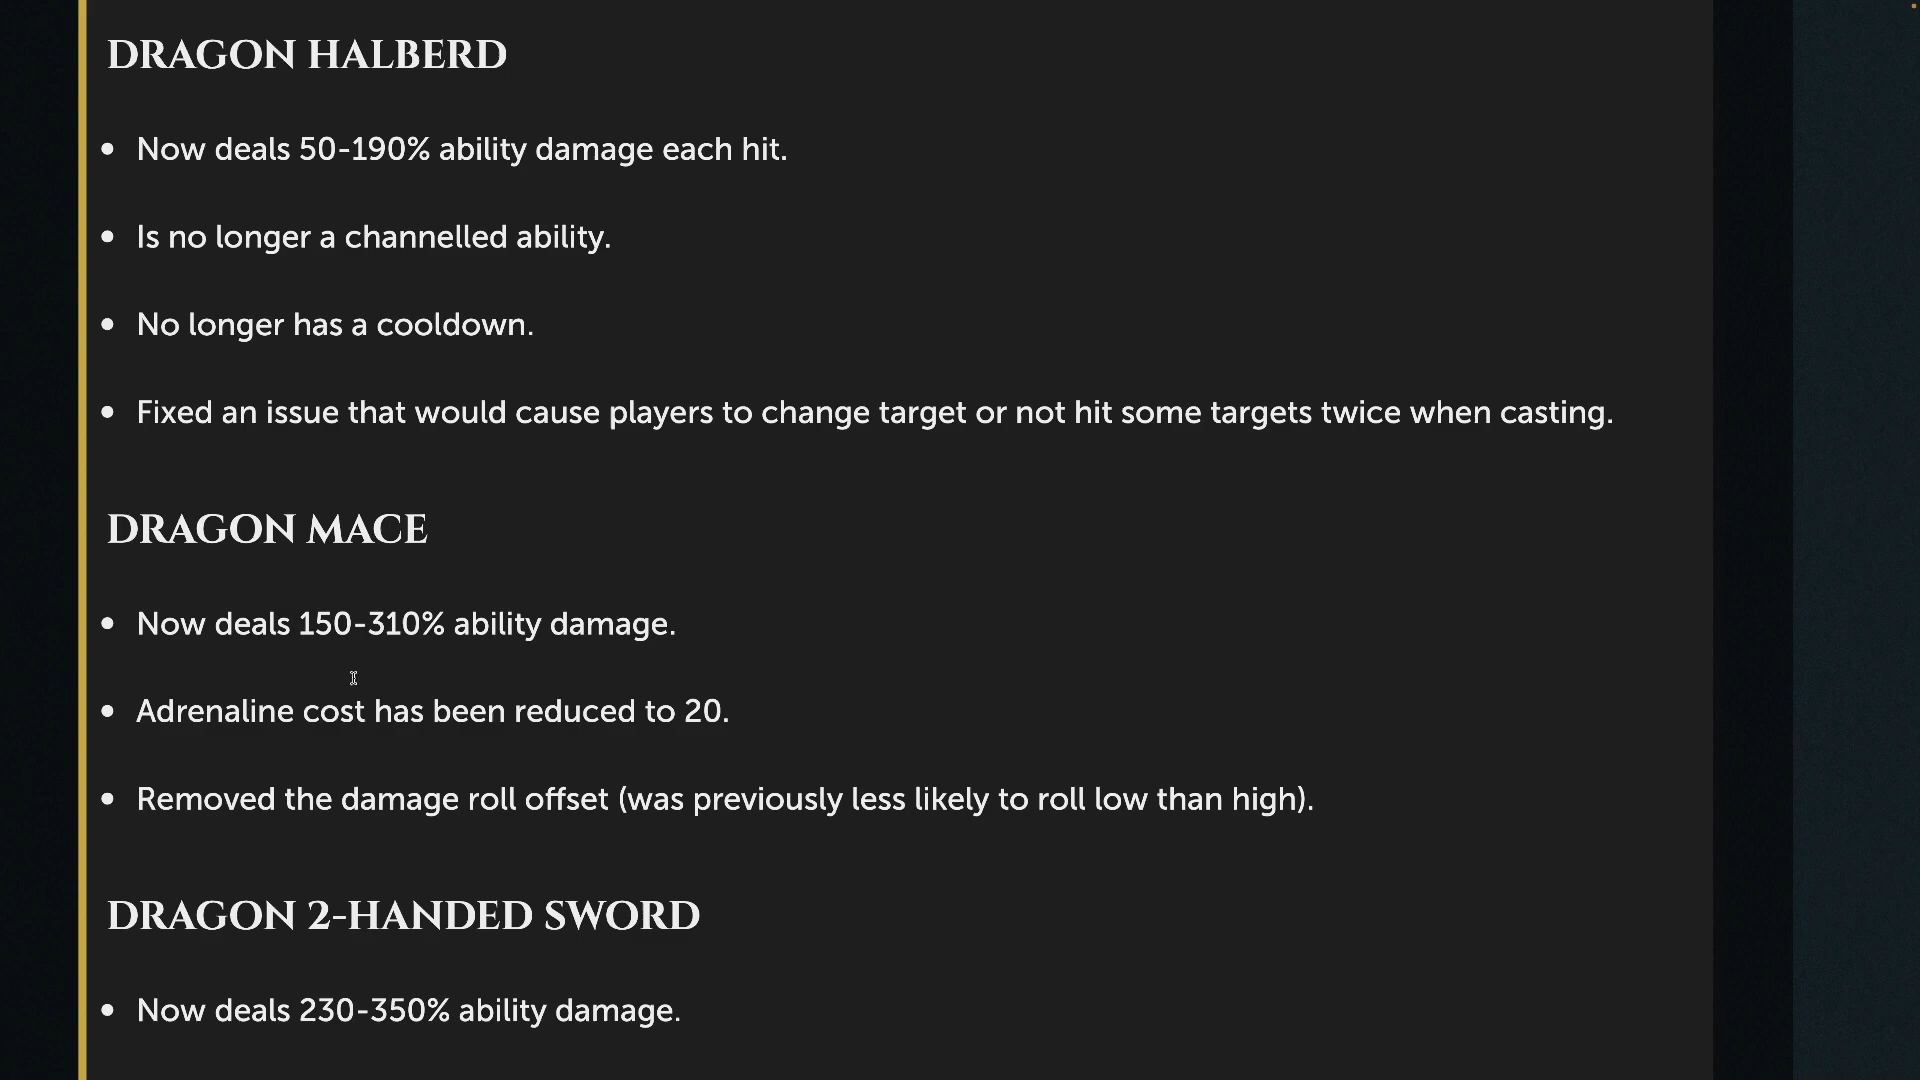 DRAGON HALBERD
• Now deals 50-190% ability damage each hit.
• Is no longer a channelled ability.
• No longer has a cooldown.
• Fixed an issue that would cause players to change target or not hit some targets twice when casting.
DRAGON MACE
• Now deals 150-310% ability damage.
• Adrenaline cost has been reduced to 20.
• Removed the damage roll offset (was previously less likely to roll low than high).
DRAGON 2-HANDED SWORD
• Now deals 230-350% ability damage.